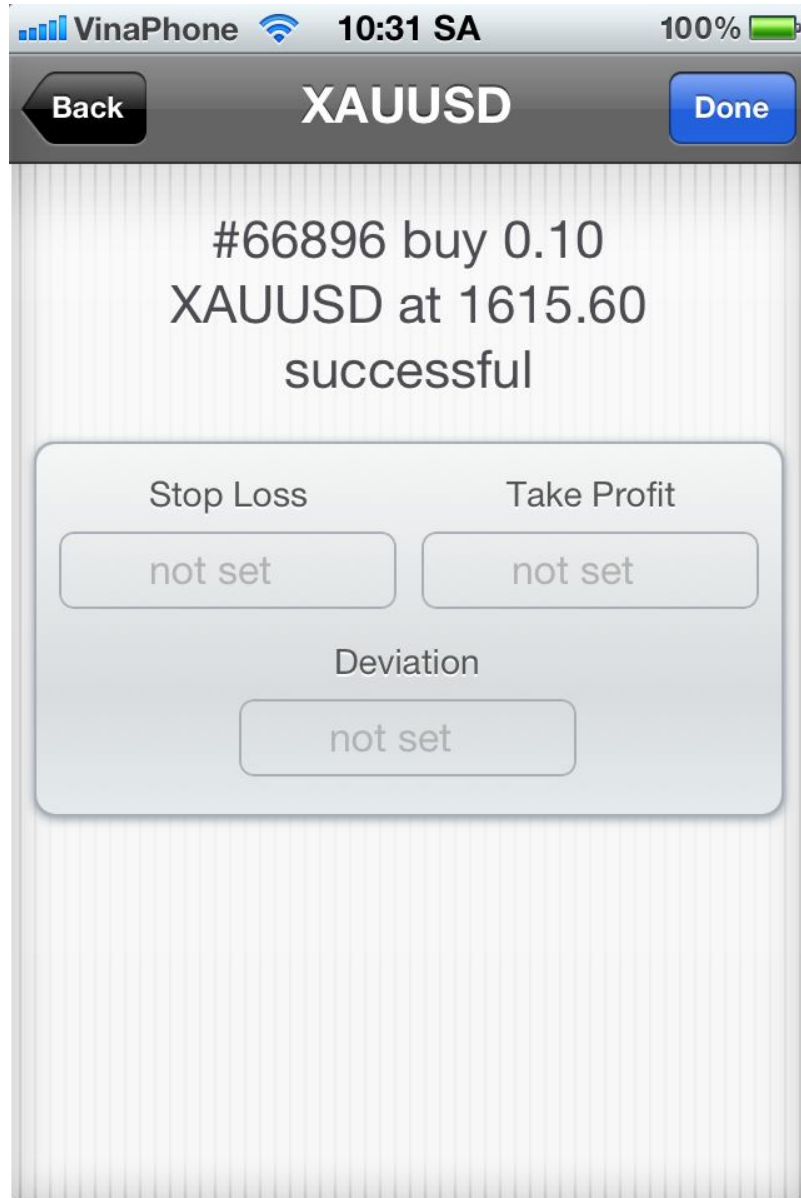 VinaPhone 10:31 SA 100%
Back XAUUSD Done
#66896 buy 0.10
XAUUSD at 1615.60
successful
Stop Loss Take Profit
not set not set
Deviation
not set